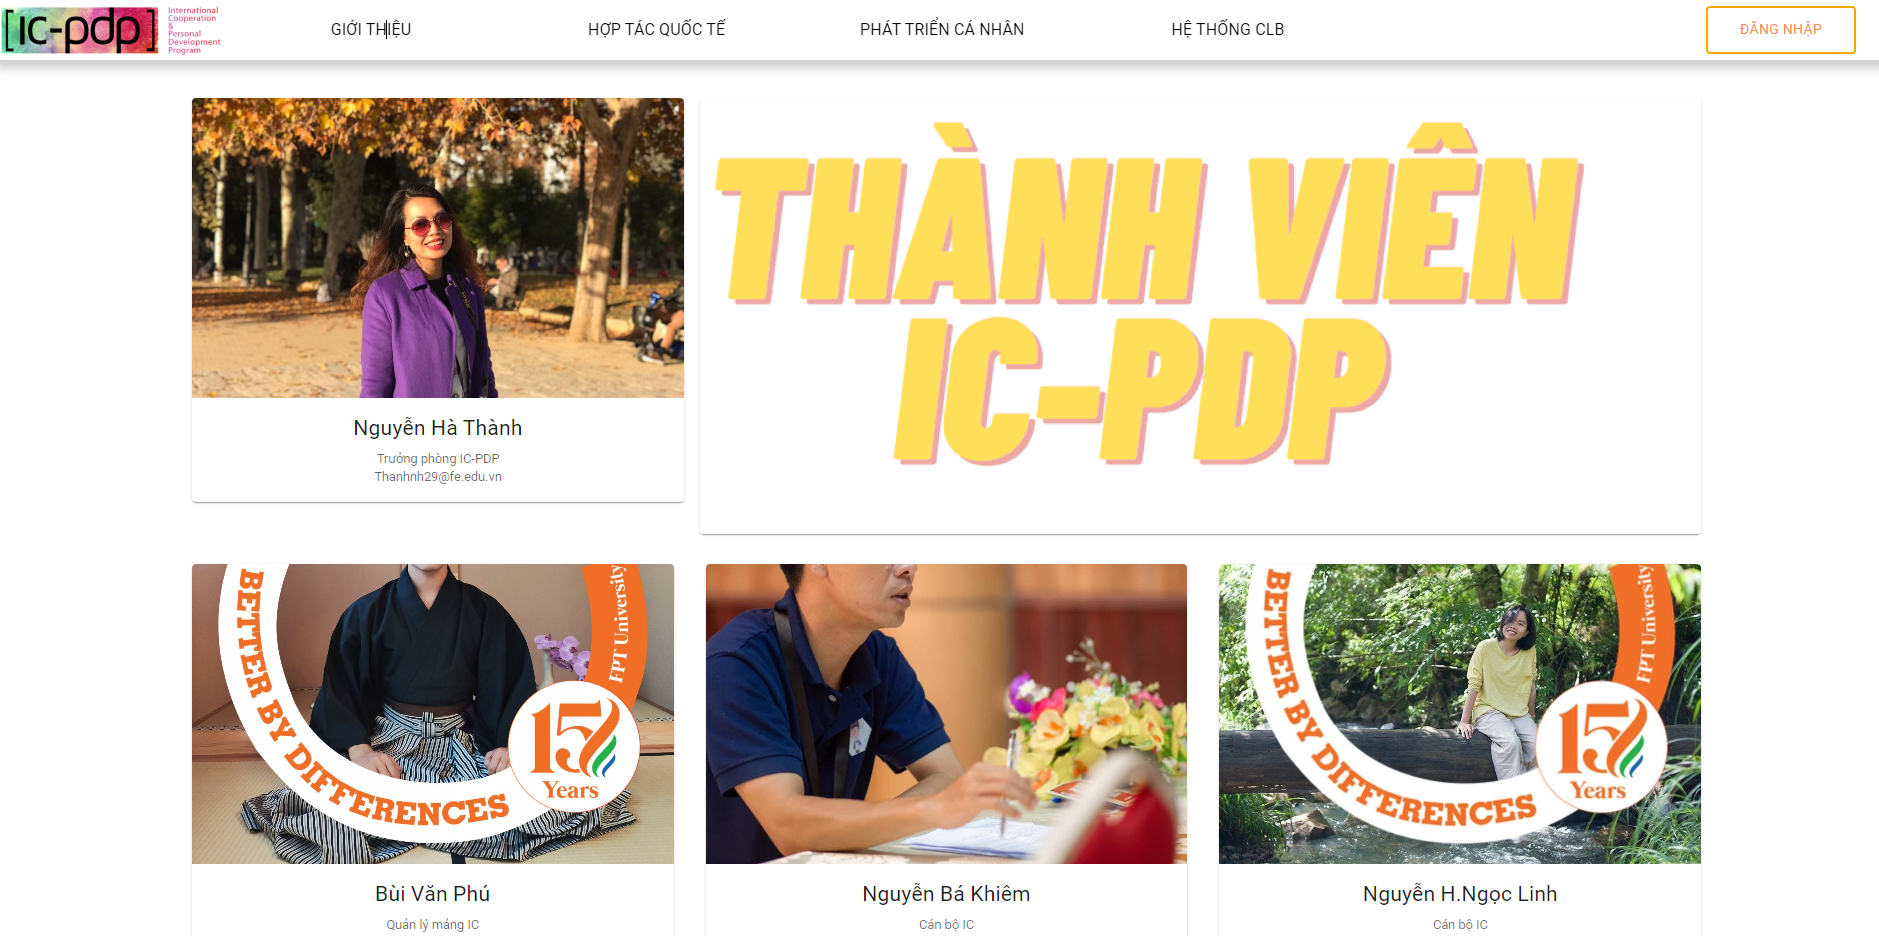 [ic-pdp]
International
Cooperation
&
Personal
Development
Program
GIỚI THIỆU
HỢP TÁC QUỐC TẾ
PHÁT TRIỂN CÁ NHÂN
HỆ THỐNG CLB
ĐĂNG NHẬP
THÀNH VIÊN
IC-PDP
Nguyễn Hà Thành
Trưởng phòng IC-PDP
Thanhnh29@fe.edu.vn
BETTER BY DIFFERENCES
FPT University
15
Years
Bùi Văn Phú
Quản lý mảng IC
Nguyễn Bá Khiêm
Cán bộ IC
BETTER BY DIFFERENCES
FPT University
15
Years
Nguyễn H.Ngọc Linh
Cán bộ IC